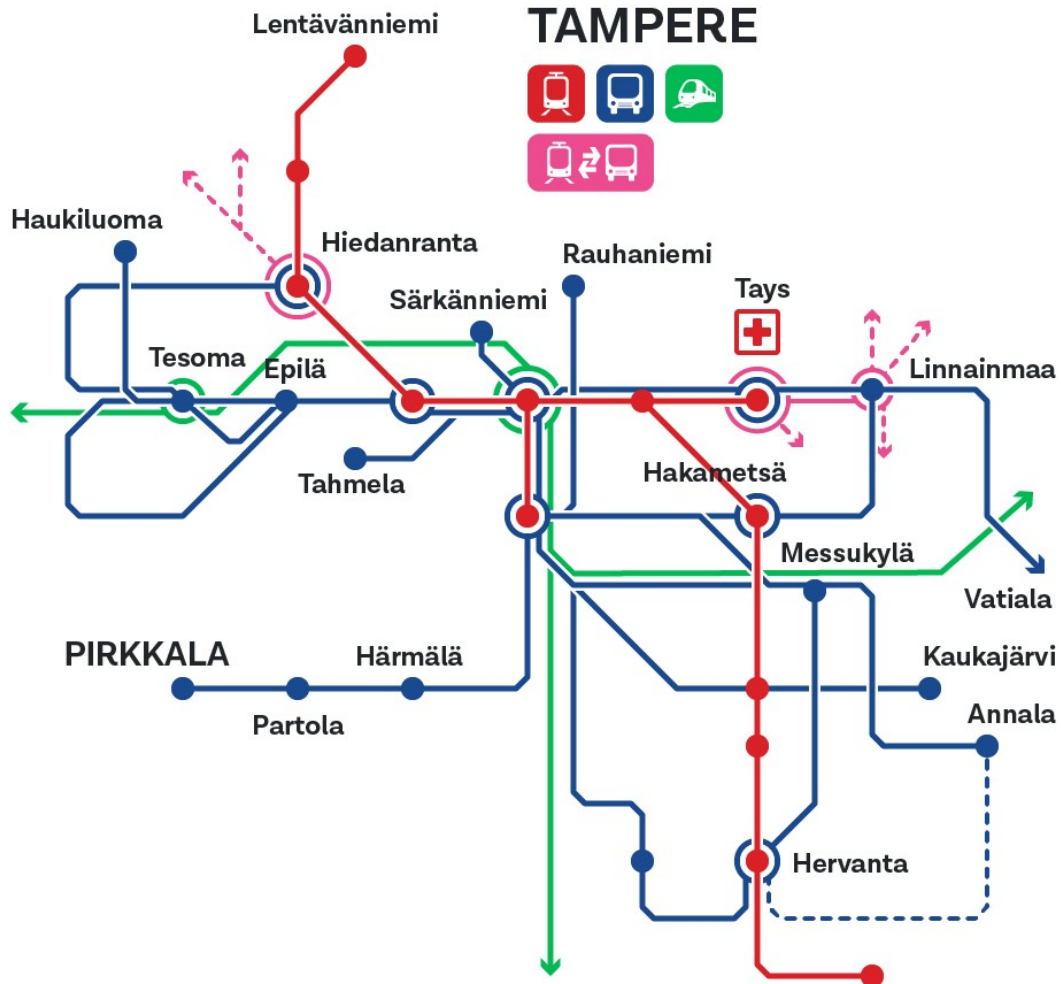 Lentävänniemi
TAMPERE
Haukiluoma
Hiedanranta
Rauhaniemi
Särkänniemi
Tays
Tesoma
Epilä
Linnainmaa
Tahmela
Hakametsä
Messukylä
Vatiala
PIRKKALA
Härmälä
Kaukajärvi
Partola
Annala
Hervanta